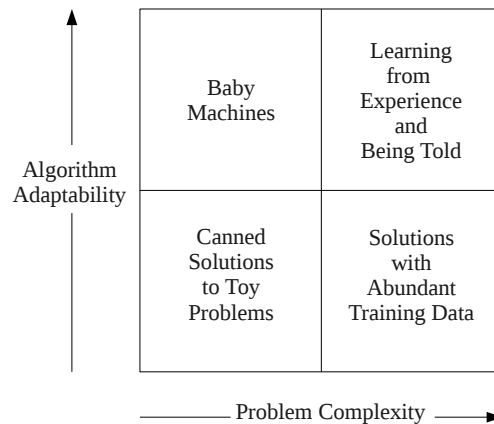 Baby
Machines
Learning
from
Experience
and
Being Told
Algorithm
Adaptability
Canned
Solutions
to Toy
Problems
Solutions
with
Abundant
Training Data
Problem Complexity